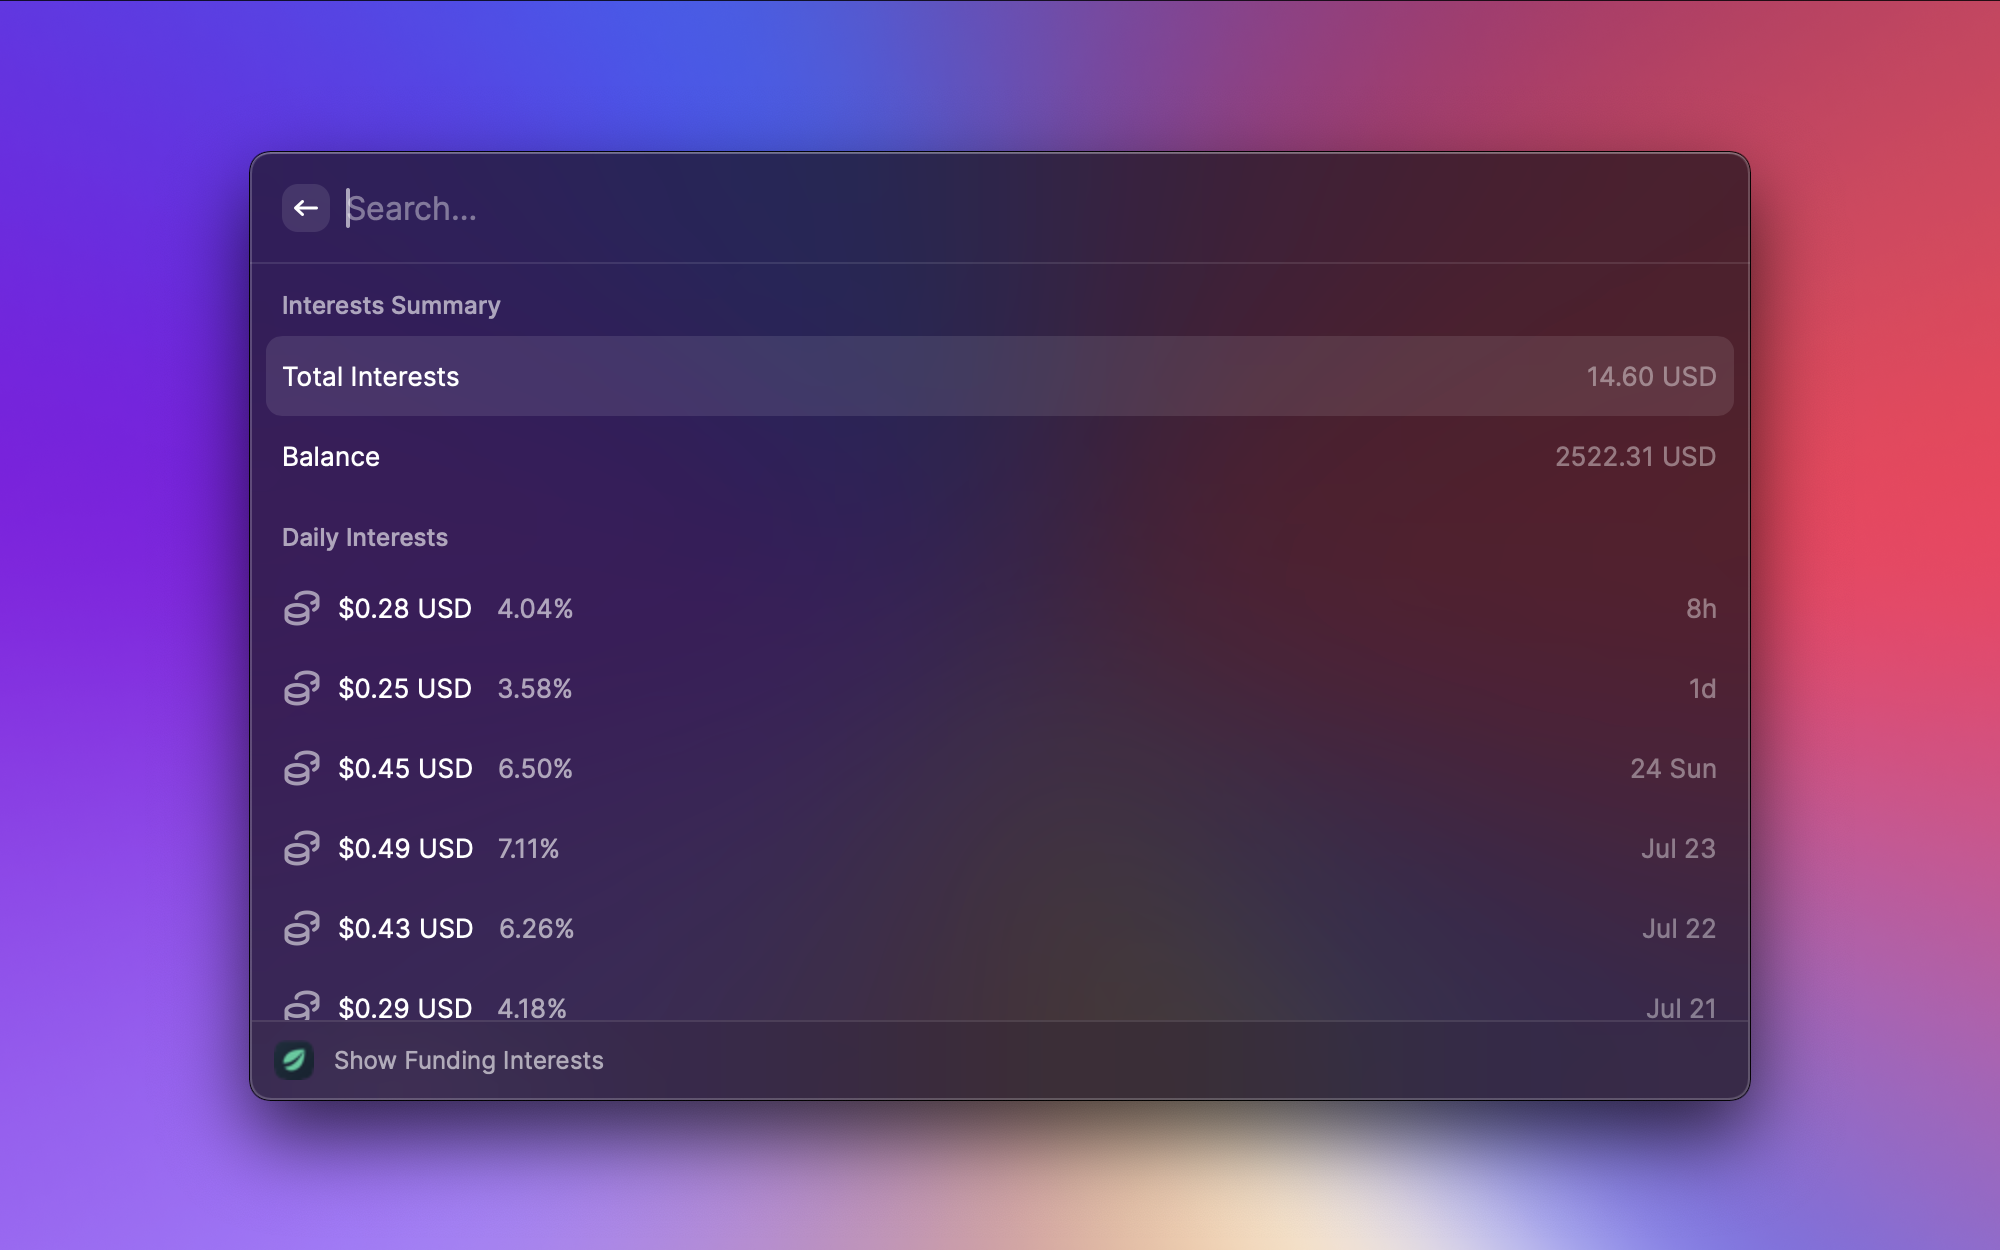 Search...
Interests Summary
Total Interests 14.60 USD
Balance 2522.31 USD
Daily Interests
$0.28 USD 4.04% 8h
$0.25 USD 3.58% 1d
$0.45 USD 6.50% 24 Sun
$0.49 USD 7.11% Jul 23
$0.43 USD 6.26% Jul 22
$0.29 USD 4.18% Jul 21
Show Funding Interests